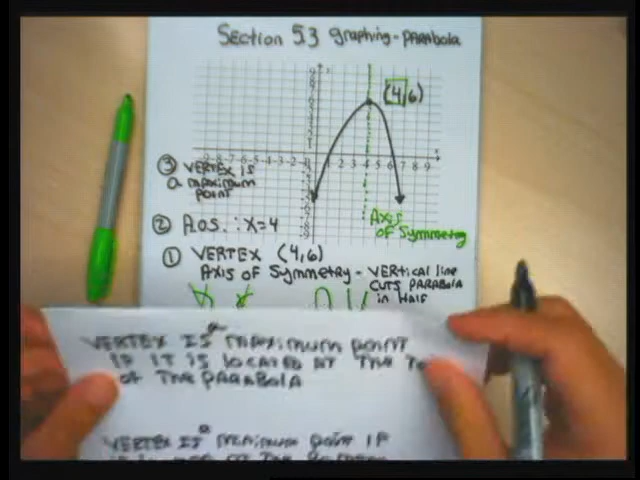 Section 5.3 graphing - PARAbolA
(4,6)
③ VERTEX is
a mAximum
point
② A.O.S. ∴ X=4
Axis
of Symmetry
① VERTEX (4,6)
Axis of Symmetry - VERTicAl line
CUTS PARAbolA
in HAlf
VERTEX IS a mAximum point
IF IT IS locATED AT THE
OF THE PARAbolA
VERTEX IS a minimum point IF